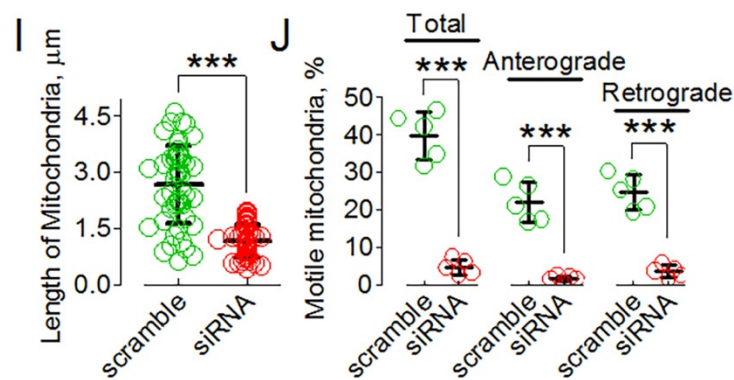 I
Length of Mitochondria, μm
4.5
3.0
1.5
0.0
***
scramble
siRNA
J
Motile mitochondria, %
50
40
30
20
10
0
Total
***
scramble
siRNA
Anterograde
***
scramble
siRNA
Retrograde
***
scramble
siRNA